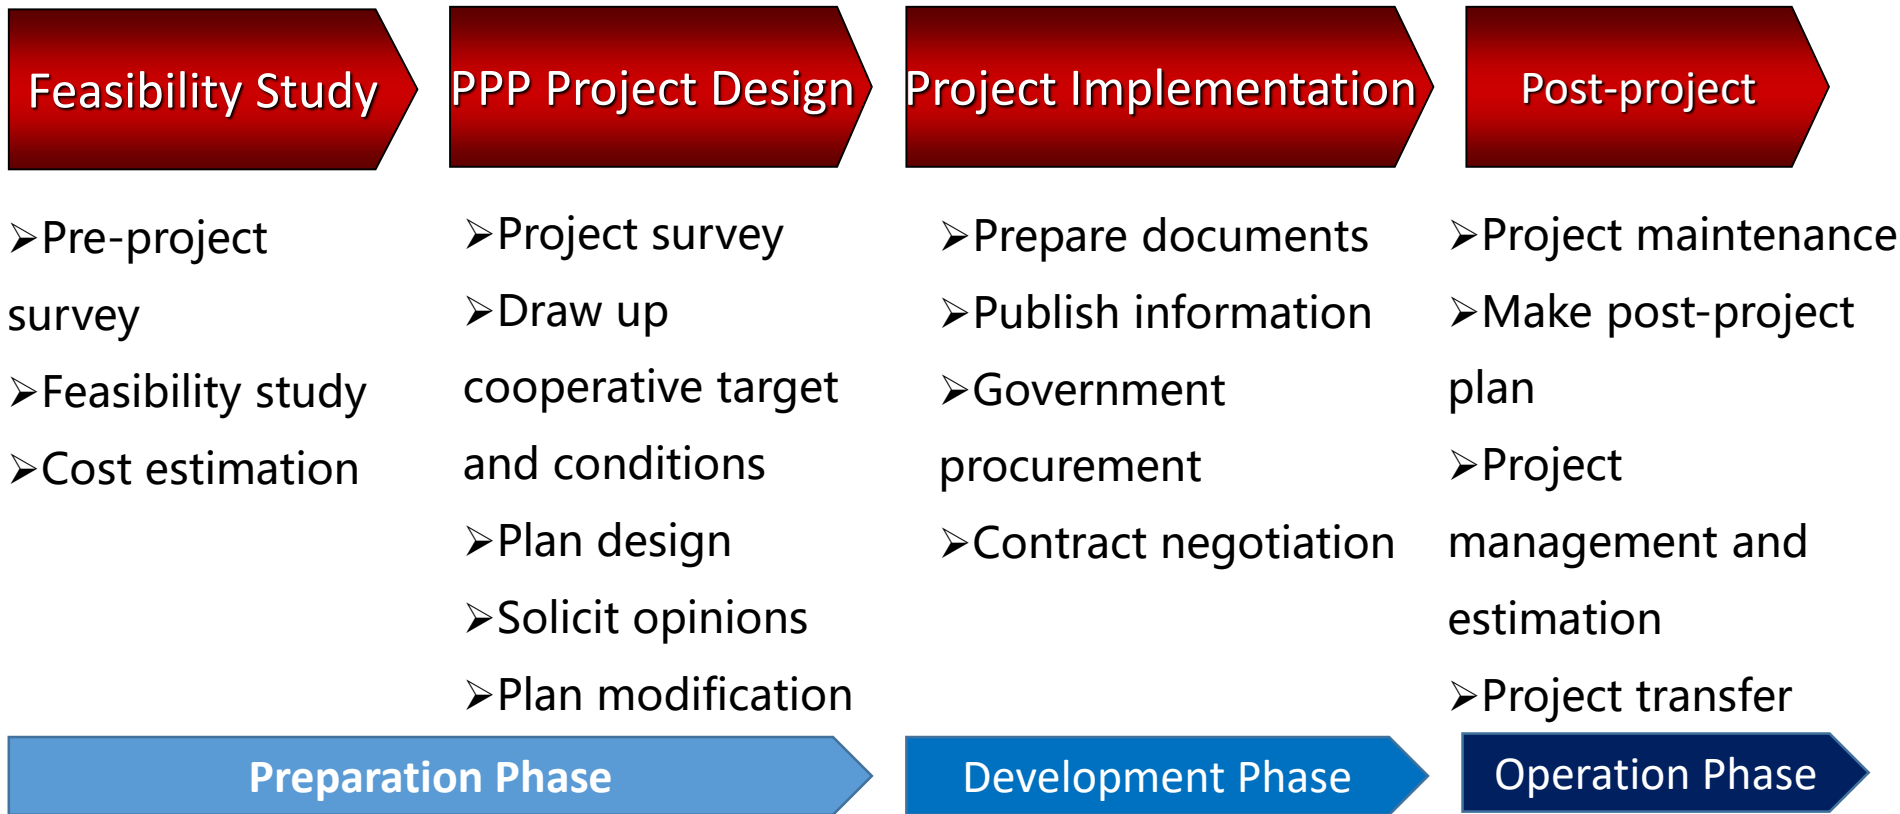 Feasibility Study
PPP Project Design
Project Implementation
Post-project
➢Pre-project
survey
➢Feasibility study
➢Cost estimation
➢Project survey
➢Draw up
cooperative target
and conditions
➢Plan design
➢Solicit opinions
➢Plan modification
➢Prepare documents
➢Publish information
➢Government
procurement
➢Contract negotiation
➢Project maintenance
➢Make post-project
plan
➢Project
management and
estimation
➢Project transfer
Preparation Phase
Development Phase
Operation Phase